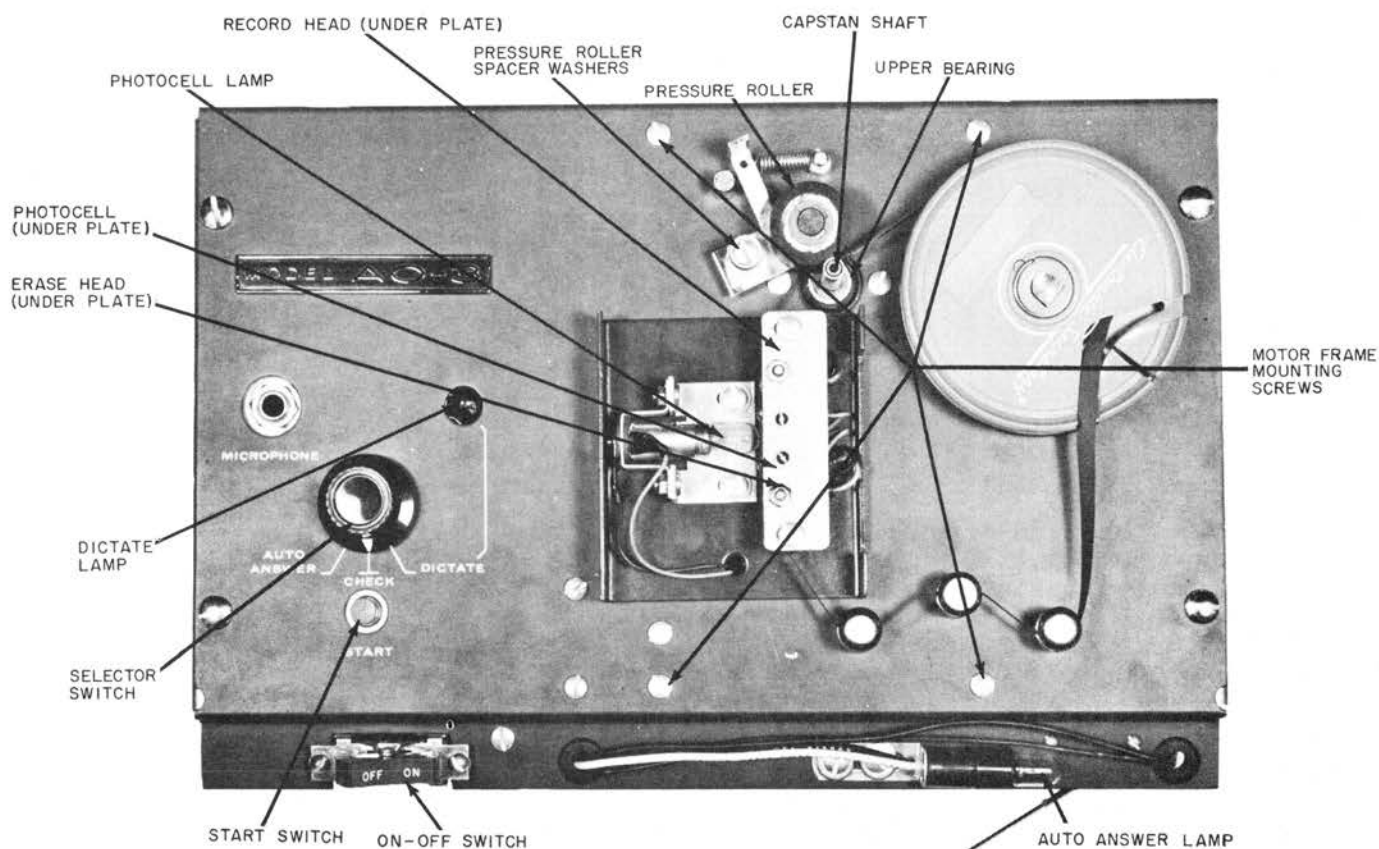 RECORD HEAD (UNDER PLATE)
CAPSTAN SHAFT
PRESSURE ROLLER
SPACER WASHERS
UPPER BEARING
PHOTOCELL LAMP
PRESSURE ROLLER
PHOTOCELL
(UNDER PLATE)
MODEL
ERASE HEAD
(UNDER PLATE)
MOTOR FRAME
MOUNTING
SCREWS
MICROPHONE
DICTATE
LAMP
AUTO
ANSWER
CHECK
DICTATE
START
SELECTOR
SWITCH
OFF ON
START SWITCH
ON-OFF SWITCH
AUTO ANSWER LAMP